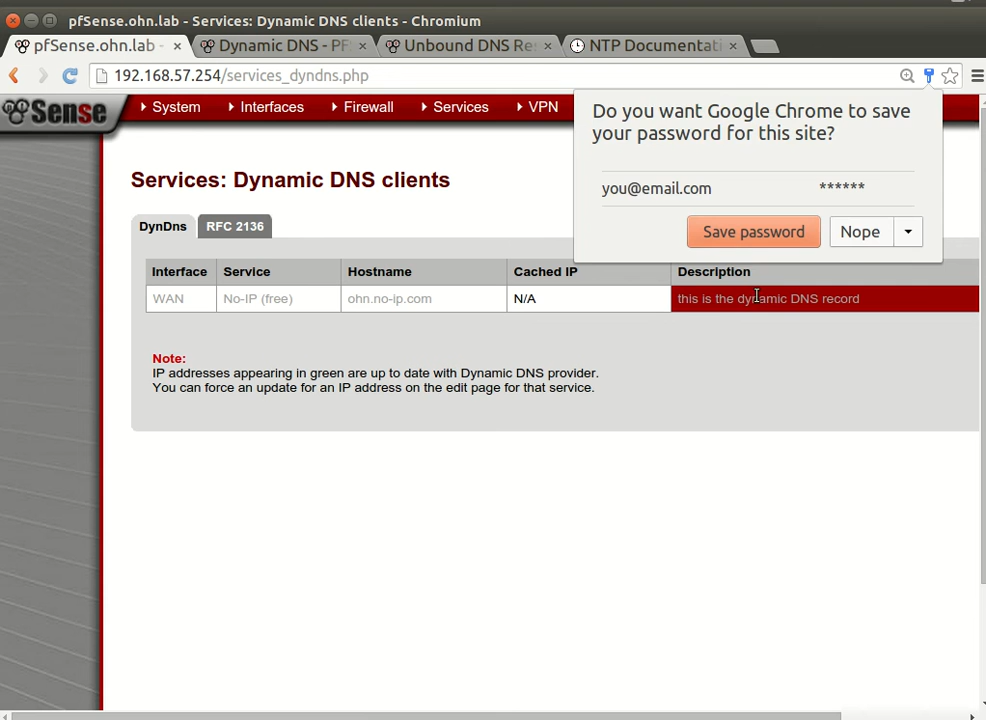 pfSense.ohn.lab - Services: Dynamic DNS clients - Chromium
pfSense.ohn.lab -
Dynamic DNS - PF
Unbound DNS Re
NTP Documentati
192.168.57.254/services_dyndns.php
Sense
System
Interfaces
Firewall
Services
VPN
Do you want Google Chrome to save
your password for this site?
you@email.com ******
Save password
Nope
Services: Dynamic DNS clients
DynDns
RFC 2136
Interface Service Hostname Cached IP Description
WAN No-IP (free) ohn.no-ip.com N/A this is the dynamic DNS record
Note:
IP addresses appearing in green are up to date with Dynamic DNS provider.
You can force an update for an IP address on the edit page for that service.